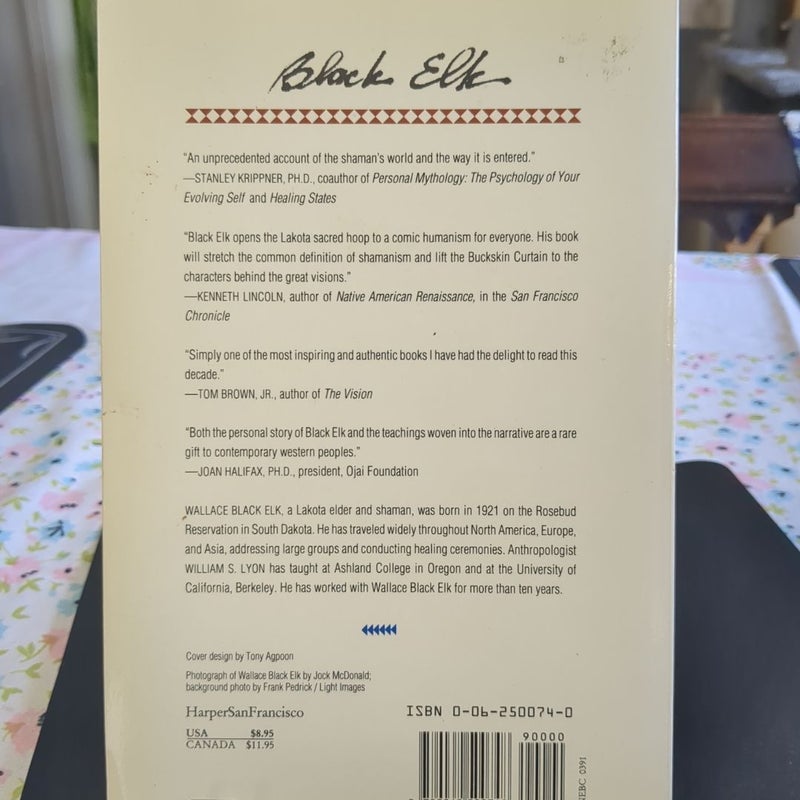 Black Elk
"An unprecedented account of the shaman's world and the way it is entered."
—STANLEY KRIPPNER, PH.D., coauthor of Personal Mythology: The Psychology of Your
Evolving Self and Healing States
"Black Elk opens the Lakota sacred hoop to a comic humanism for everyone. His book
will stretch the common definition of shamanism and lift the Buckskin Curtain to the
characters behind the great visions."
—KENNETH LINCOLN, author of Native American Renaissance, in the San Francisco
Chronicle
"Simply one of the most inspiring and authentic books I have had the delight to read this
decade."
—TOM BROWN, JR., author of The Vision
"Both the personal story of Black Elk and the teachings woven into the narrative are a rare
gift to contemporary western peoples."
—JOAN HALIFAX, PH.D., president, Ojai Foundation
WALLACE BLACK ELK, a Lakota elder and shaman, was born in 1921 on the Rosebud
Reservation in South Dakota. He has traveled widely throughout North America, Europe,
and Asia, addressing large groups and conducting healing ceremonies. Anthropologist
WILLIAM S. LYON has taught at Ashland College in Oregon and at the University of
California, Berkeley. He has worked with Wallace Black Elk for more than ten years.
Cover design by Tony Agpoon
Photograph of Wallace Black Elk by Jock McDonald;
background photo by Frank Pedrick / Light Images
HarperSanFrancisco
USA $8.95
CANADA $11.95
ISBN 0-06-250074-0
90000
NEBC 0391